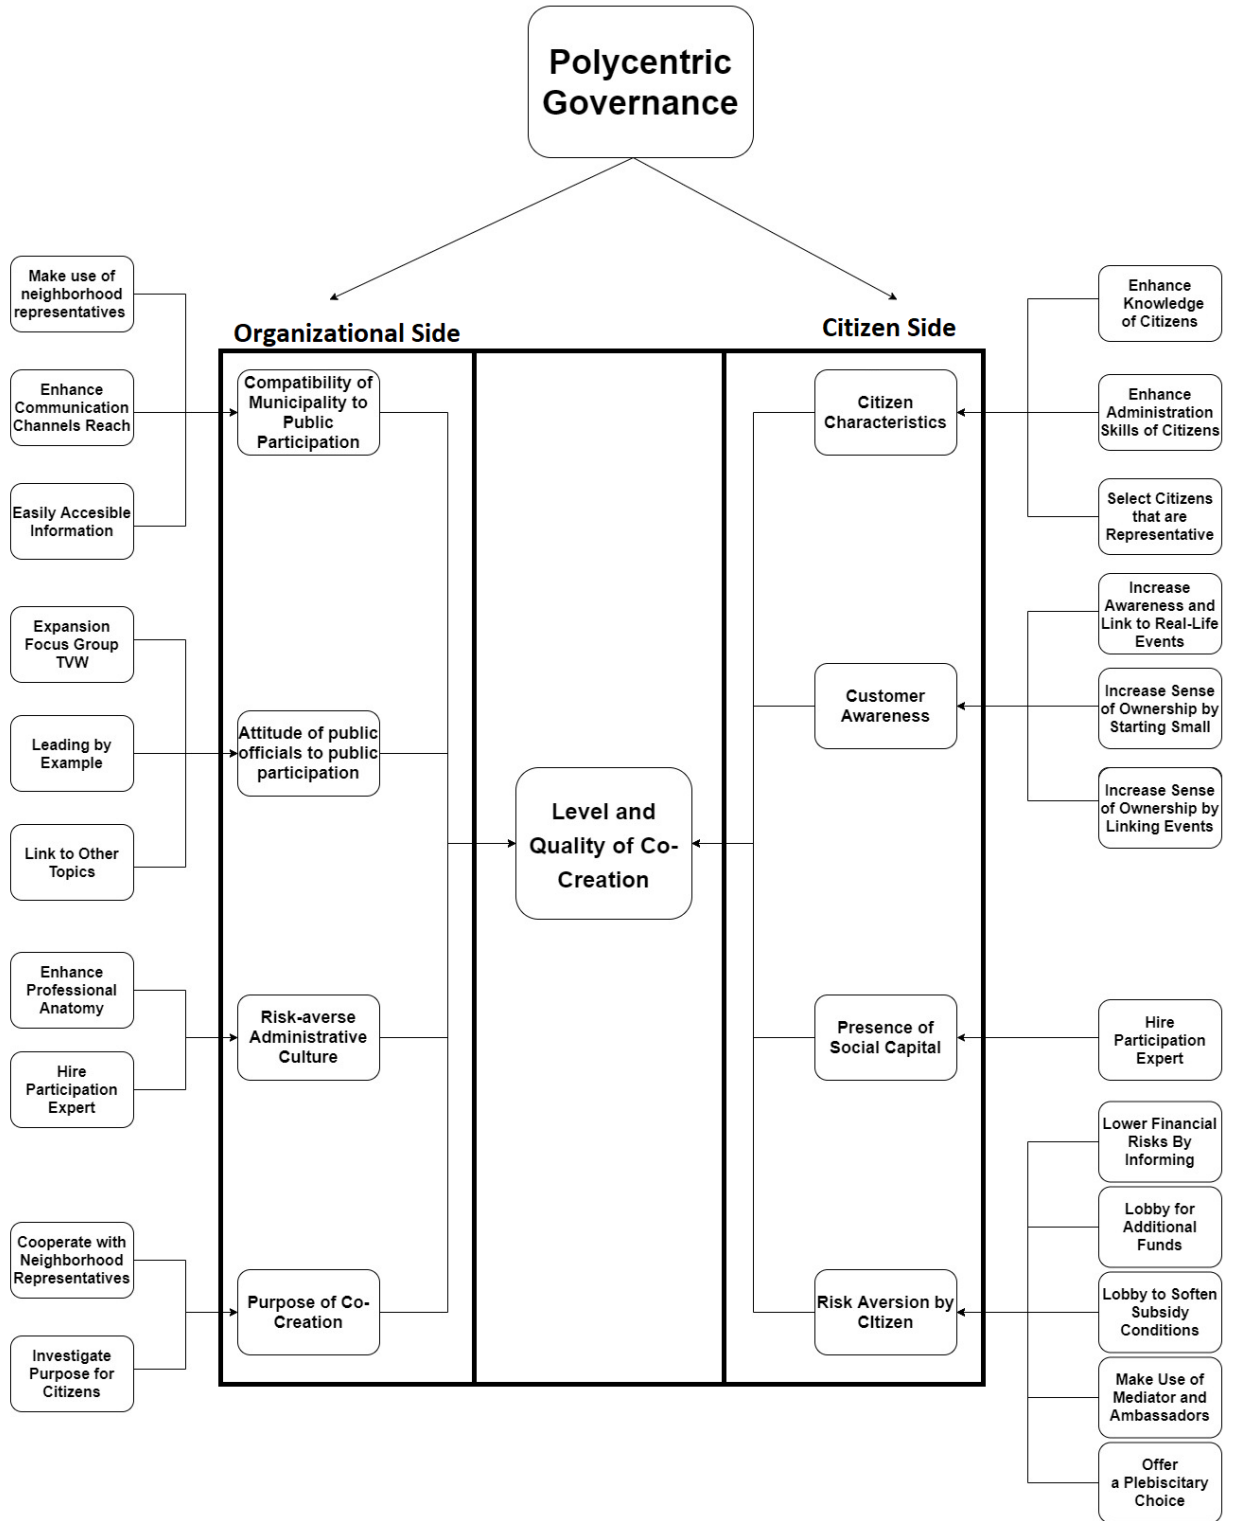 Polycentric
Governance
Organizational Side
Citizen Side
Make use of
neighborhood
representatives
Enhance
Communication
Channels Reach
Easily Accesible
Information
Expansion
Focus Group
TVW
Leading by
Example
Link to Other
Topics
Enhance
Professional
Anatomy
Hire
Participation
Expert
Cooperate with
Neighborhood
Representatives
Investigate
Purpose for
Citizens
Compatibility of
Municipality to
Public
Participation
Attitude of public
officials to public
participation
Risk-averse
Administrative
Culture
Purpose of Co-
Creation
Level and
Quality of Co-
Creation
Citizen
Characteristics
Customer
Awareness
Presence of
Social Capital
Risk Aversion by
CItizen
Enhance
Knowledge
of Citizens
Enhance
Administration
Skills of Citizens
Select Citizens
that are
Representative
Increase
Awareness and
Link to Real-Life
Events
Increase Sense
of Ownership by
Starting Small
Increase Sense
of Ownership by
Linking Events
Hire
Participation
Expert
Lower Financial
Risks By
Informing
Lobby for
Additional
Funds
Lobby to Soften
Subsidy
Conditions
Make Use of
Mediator and
Ambassadors
Offer
a Plebiscitary
Choice